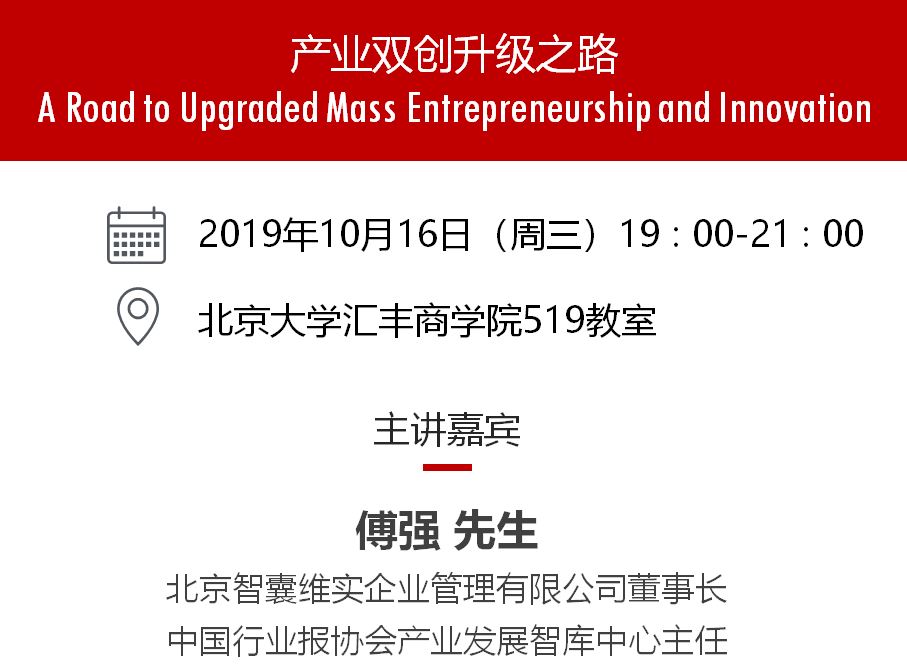 产业双创升级之路
A Road to Upgraded Mass Entrepreneurship and Innovation
2019年10月16日（周三）19：00-21：00
北京大学汇丰商学院519教室
主讲嘉宾
傅强 先生
北京智囊维实企业管理有限公司董事长
中国行业报协会产业发展智库中心主任